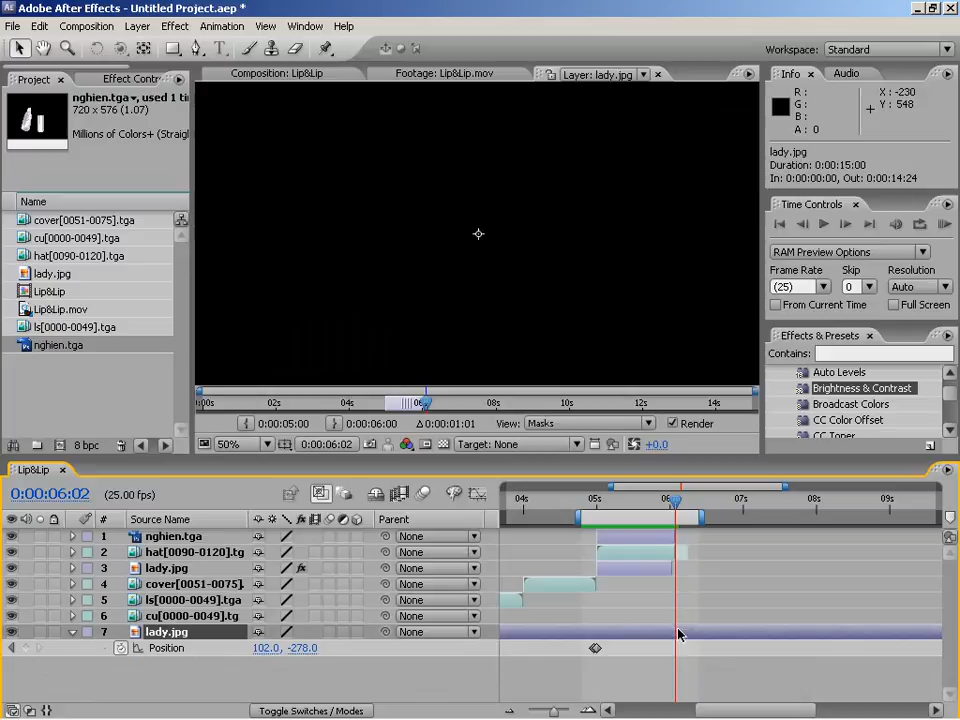 Adobe After Effects - Untitled Project.aep *
File Edit Composition Layer Effect Animation View Window Help
Workspace: Standard
Project Effect Contr
nghien.tga , used 1 ti
720 x 576 (1.07)
Millions of Colors+ (Straigh
Name
cover[0051-0075].tga
cu[0000-0049].tga
hat[0090-0120].tga
lady.jpg
Lip&Lip
Lip&Lip.mov
ls[0000-0049].tga
nghien.tga
8 bpc
Composition: Lip&Lip Footage: Lip&Lip.mov Layer: lady.jpg
:00s 02s 04s 06 08s 10s 12s 14s
0:00:05:00 0:00:06:00 Δ0:00:01:01 View: Masks Render
50% 0:00:06:02 Target: None +0.0
Info Audio
R : X : -230
G : Y : 548
B :
A : 0
lady.jpg
Duration: 0:00:15:00
In: 0:00:00:00, Out: 0:00:14:24
Time Controls
RAM Preview Options
Frame Rate Skip Resolution
(25) 0 Auto
From Current Time Full Screen
Effects & Presets
Contains:
Auto Levels
Brightness & Contrast
Broadcast Colors
CC Color Offset
CC Toner
Lip&Lip
0:00:06:02 (25.00 fps)
04s 05s 06 07s 08s 09s
# Source Name Parent
1 nghien.tga None
2 hat[0090-0120].tg None
3 lady.jpg None
4 cover[0051-0075]. None
5 ls[0000-0049].tga None
6 cu[0000-0049].tg None
7 lady.jpg None
Position 102.0, -278.0
Toggle Switches / Modes